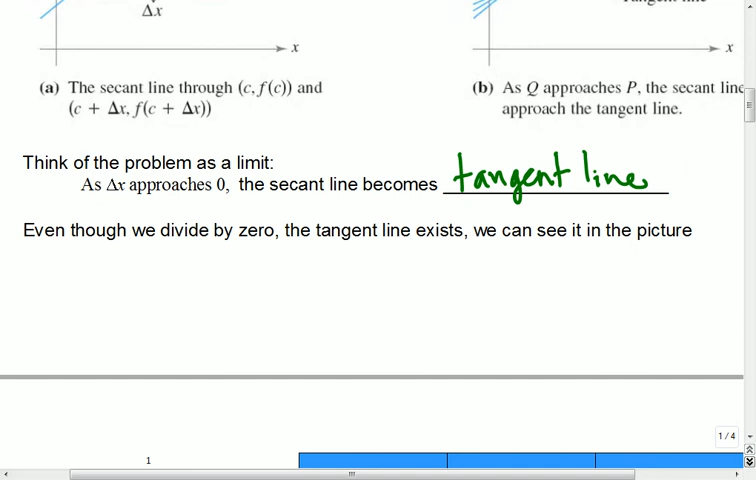 Δx
x
x
(a) The secant line through (c, f(c)) and
(c + Δx, f(c + Δx))
(b) As Q approaches P, the secant line
approach the tangent line.
Think of the problem as a limit:
As Δx approaches 0, the secant line becomes tangent line
Even though we divide by zero, the tangent line exists, we can see it in the picture
1 / 4
1